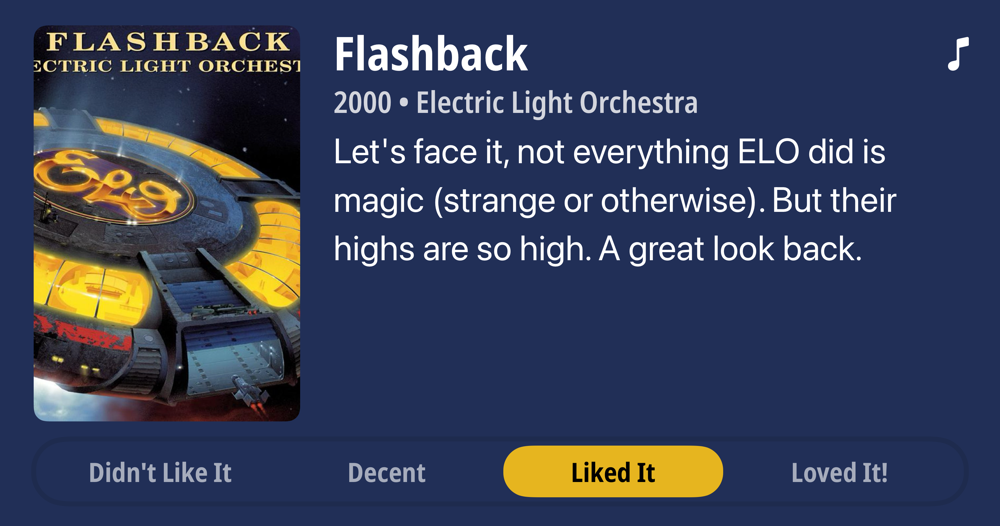 FLASHBACK
ECTRIC LIGHT ORCHEST
ELO
Flashback
2000 • Electric Light Orchestra
Let's face it, not everything ELO did is
magic (strange or otherwise). But their
highs are so high. A great look back.
Didn't Like It
Decent
Liked It
Loved It!